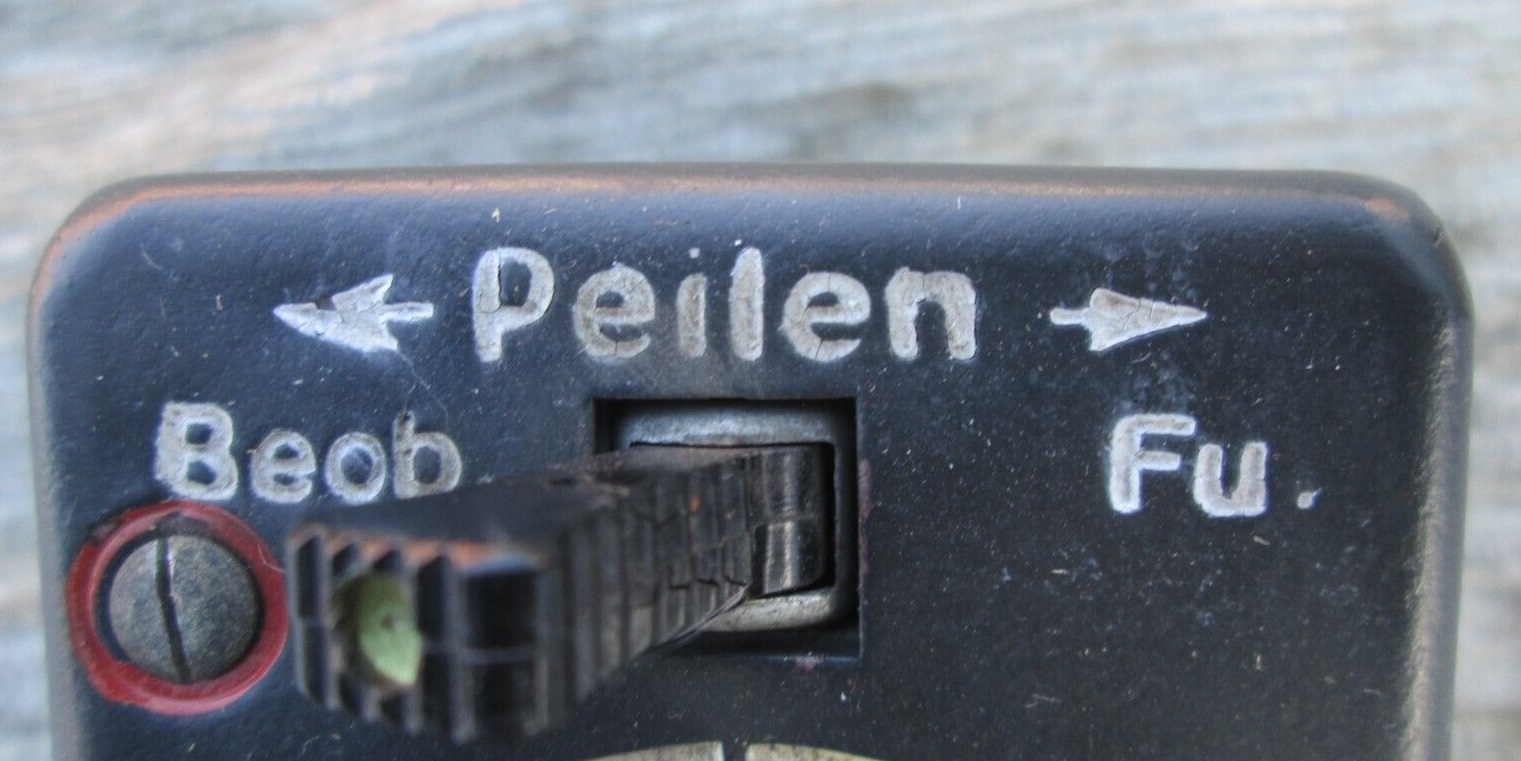 ← Peilen →
Beob. Fu.